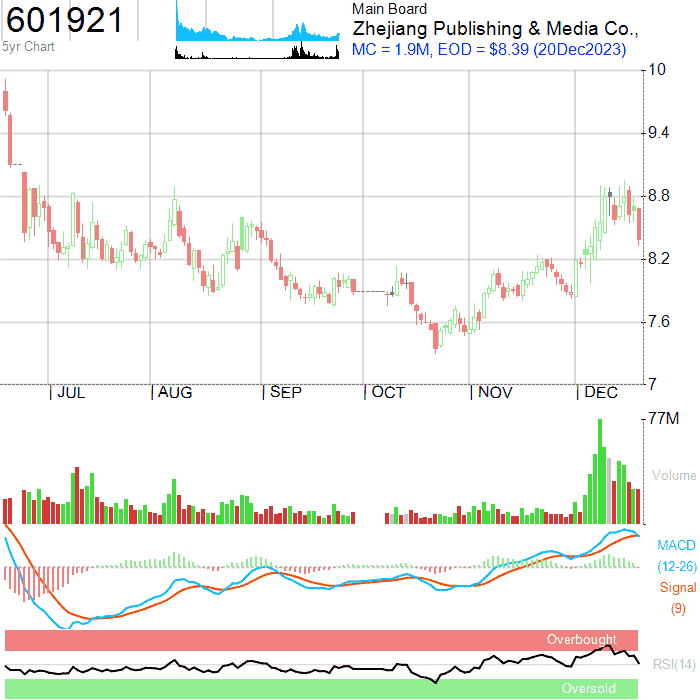 601921
5yr Chart
Main Board
Zhejiang Publishing & Media Co.,
MC = 1.9M, EOD = $8.39 (20Dec2023)
10
9.4
8.8
8.2
7.6
7
JUL
AUG
SEP
OCT
NOV
DEC
77M
Volume
MACD
(12-26)
Signal
(9)
Overbought
RSI(14)
Oversold